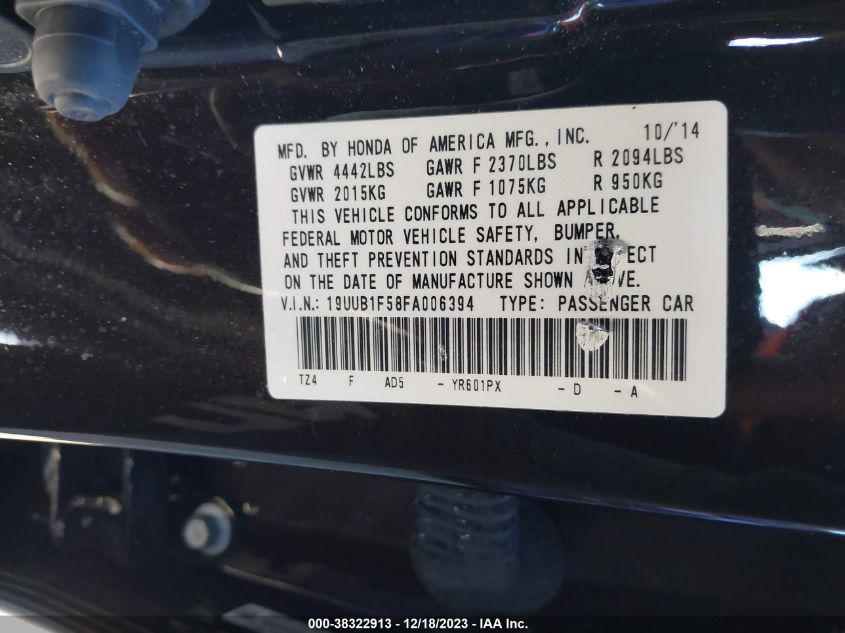 MFD. BY HONDA OF AMERICA MFG., INC. 10/'14
GVWR 4442LBS GAWR F 2370LBS R 2094LBS
GVWR 2015KG GAWR F 1075KG R 950KG
THIS VEHICLE CONFORMS TO ALL APPLICABLE
FEDERAL MOTOR VEHICLE SAFETY, BUMPER,
AND THEFT PREVENTION STANDARDS IN
ON THE DATE OF MANUFACTURE SHOWN
V.I.N.: 19UUB1F58FA006394 TYPE: PASSENGER CAR
TZ4 F AD5 - YR601PX - D - A
000-38322913 - 12/18/2023 - IAA Inc.